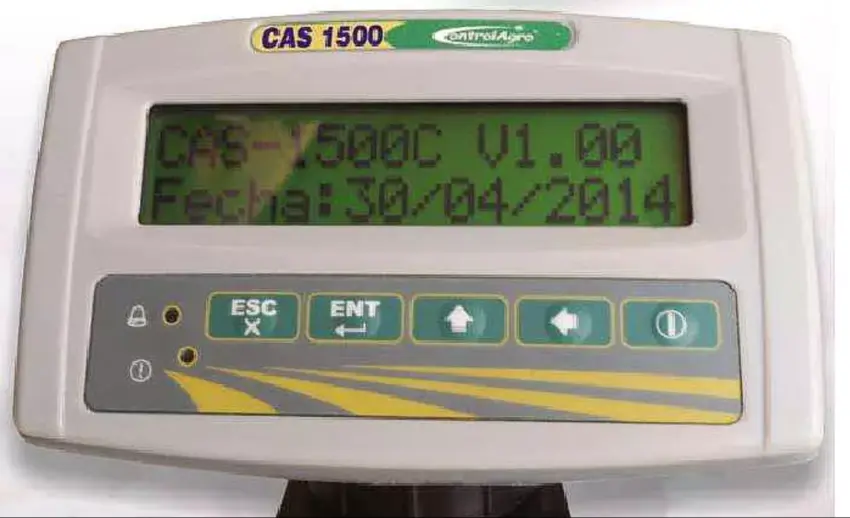 CAS 1500 ControlAgro
CAS-1500C V1.00
Fecha:30/04/2014
ESC X ENT